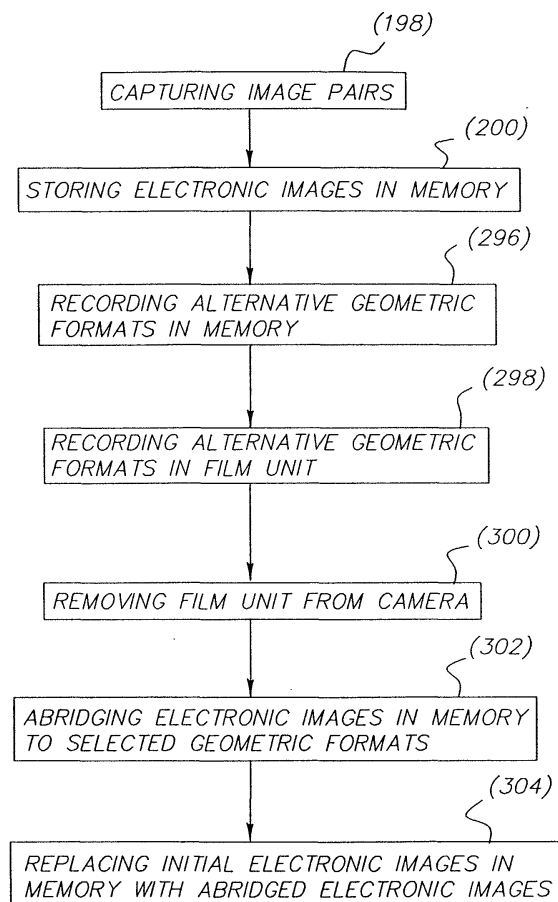 (198)
CAPTURING IMAGE PAIRS
(200)
STORING ELECTRONIC IMAGES IN MEMORY
(296)
RECORDING ALTERNATIVE GEOMETRIC
FORMATS IN MEMORY
(298)
RECORDING ALTERNATIVE GEOMETRIC
FORMATS IN FILM UNIT
(300)
REMOVING FILM UNIT FROM CAMERA
(302)
ABRIDGING ELECTRONIC IMAGES IN MEMORY
TO SELECTED GEOMETRIC FORMATS
(304)
REPLACING INITIAL ELECTRONIC IMAGES IN
MEMORY WITH ABRIDGED ELECTRONIC IMAGES